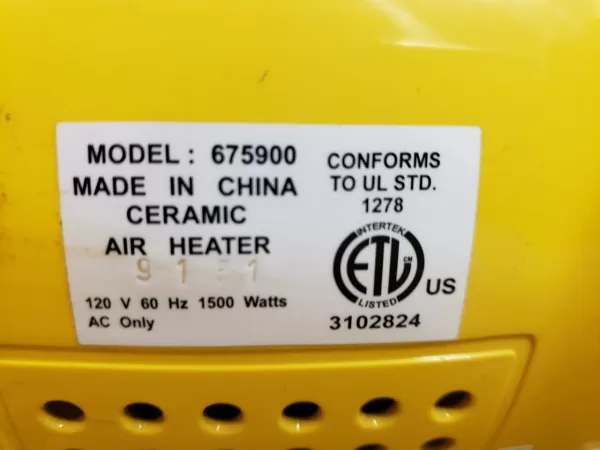 MODEL : 675900
MADE IN CHINA
CERAMIC
AIR HEATER
120 V 60 Hz 1500 Watts
AC Only
CONFORMS
TO UL STD.
1278
INTERTEK
ETL
LISTED
US
3102824